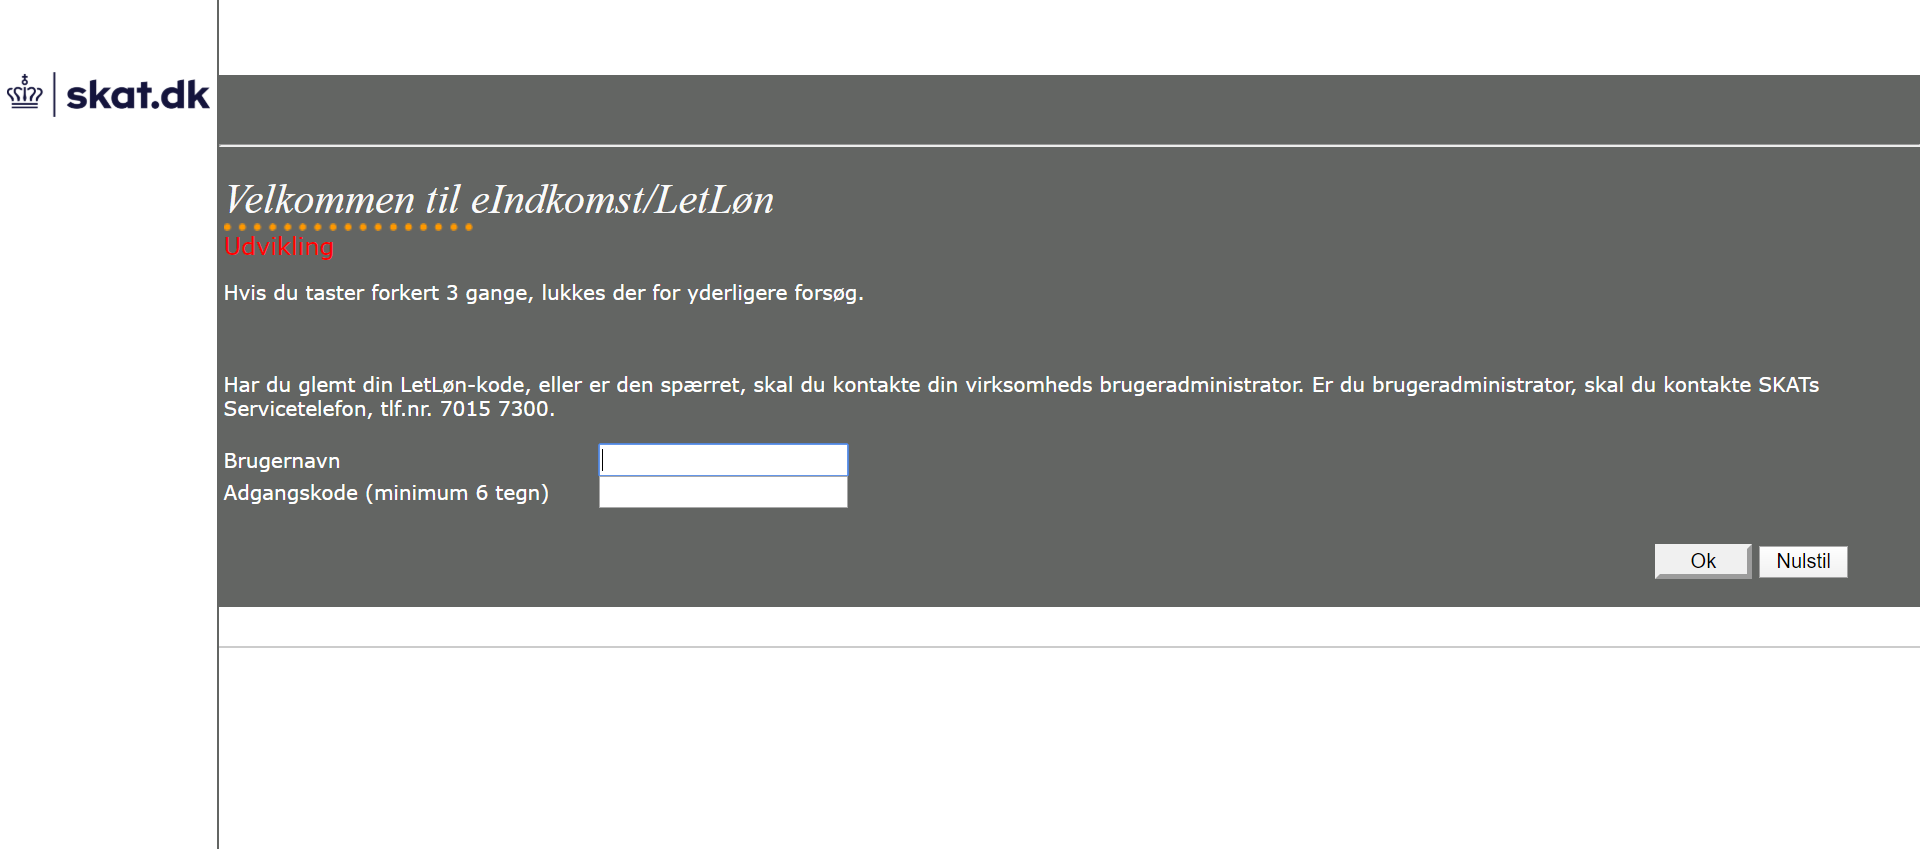 skat.dk
Velkommen til eIndkomst/LetLøn
Udvikling
Hvis du taster forkert 3 gange, lukkes der for yderligere forsøg.
Har du glemt din LetLøn-kode, eller er den spærret, skal du kontakte din virksomheds brugeradministrator. Er du brugeradministrator, skal du kontakte SKATs
Servicetelefon, tlf.nr. 7015 7300.
Brugernavn
Adgangskode (minimum 6 tegn)
Ok Nulstil